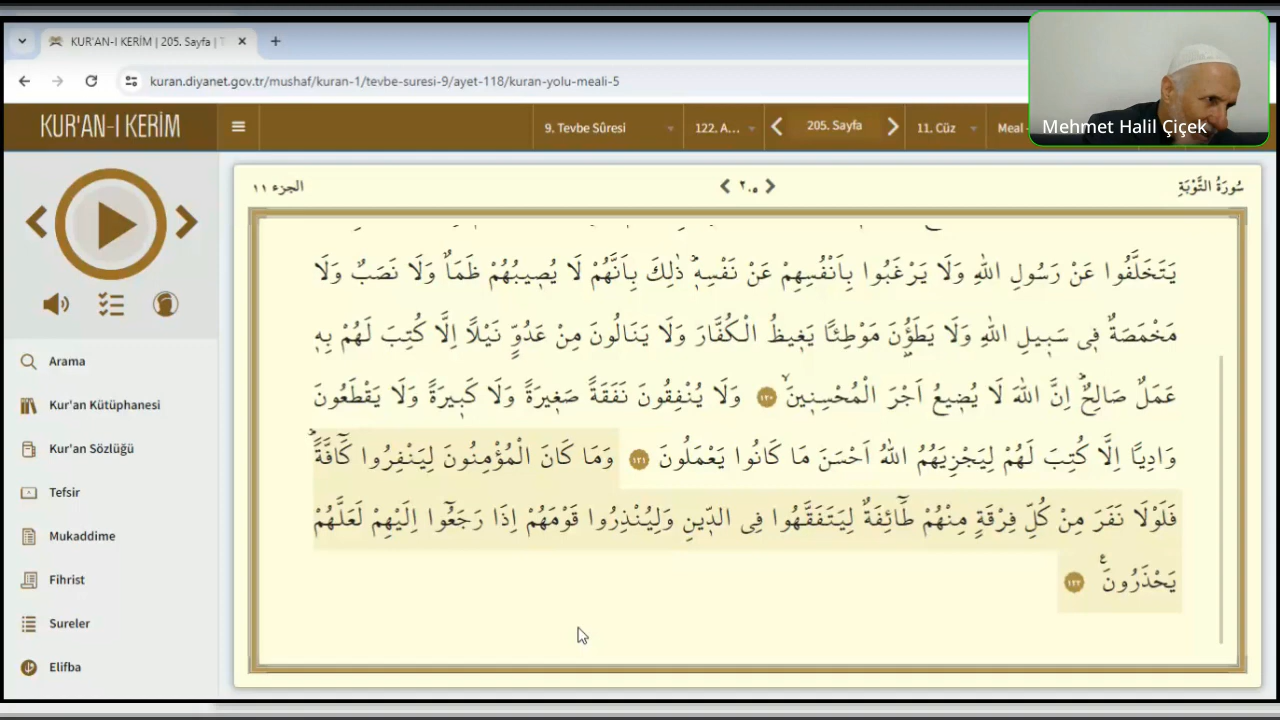 KUR'AN-I KERİM | 205. Sayfa |
kuran.diyanet.gov.tr/mushaf/kuran-1/tevbe-suresi-9/ayet-118/kuran-yolu-meali-5
Mehmet Halil Çiçek
KUR'AN-I KERİM
9. Tevbe Sûresi
122. A...
205. Sayfa
11. Cüz
Meal
سُورَةُ التَّوْبَةِ
٢٠٥
الجزء ١١
يَتَخَلَّفُوا عَنْ رَسُولِ اللّٰهِ وَلَا يَرْغَبُوا بِاَنْفُسِهِمْ عَنْ نَفْسِه۪ۜ ذٰلِكَ بِاَنَّهُمْ لَا يُص۪يبُهُمْ ظَمَاٌ وَلَا نَصَبٌ وَلَا
مَخْمَصَةٌ ف۪ي سَب۪يلِ اللّٰهِ وَلَا يَطَؤُ۫نَ مَوْطِئًا يَغ۪يظُ الْكُفَّارَ وَلَا يَنَالُونَ مِنْ عَدُوٍّ نَيْلًا اِلَّا كُتِبَ لَهُمْ بِه۪
عَمَلٌ صَالِحٌۜ اِنَّ اللّٰهَ لَا يُض۪يعُ اَجْرَ الْمُحْسِن۪ينَۙ ١٢٠ وَلَا يُنْفِقُونَ نَفَقَةً صَغ۪يرَةً وَلَا كَب۪يرَةً وَلَا يَقْطَعُونَ
وَادِيًا اِلَّا كُتِبَ لَهُمْ لِيَجْزِيَهُمُ اللّٰهُ اَحْسَنَ مَا كَانُوا يَعْمَلُونَ ١٢١ وَمَا كَانَ الْمُؤْمِنُونَ لِيَنْفِرُوا كَٓافَّةًۜ
فَلَوْلَا نَفَرَ مِنْ كُلِّ فِرْقَةٍ مِنْهُمْ طَٓائِفَةٌ لِيَتَفَقَّهُوا فِي الدّ۪ينِ وَلِيُنْذِرُوا قَوْمَهُمْ اِذَا رَجَعُٓوا اِلَيْهِمْ لَعَلَّهُمْ
يَحْذَرُونَ۟ ١٢٢
Arama
Kur'an Kütüphanesi
Kur'an Sözlüğü
Tefsir
Mukaddime
Fihrist
Sureler
Elifba